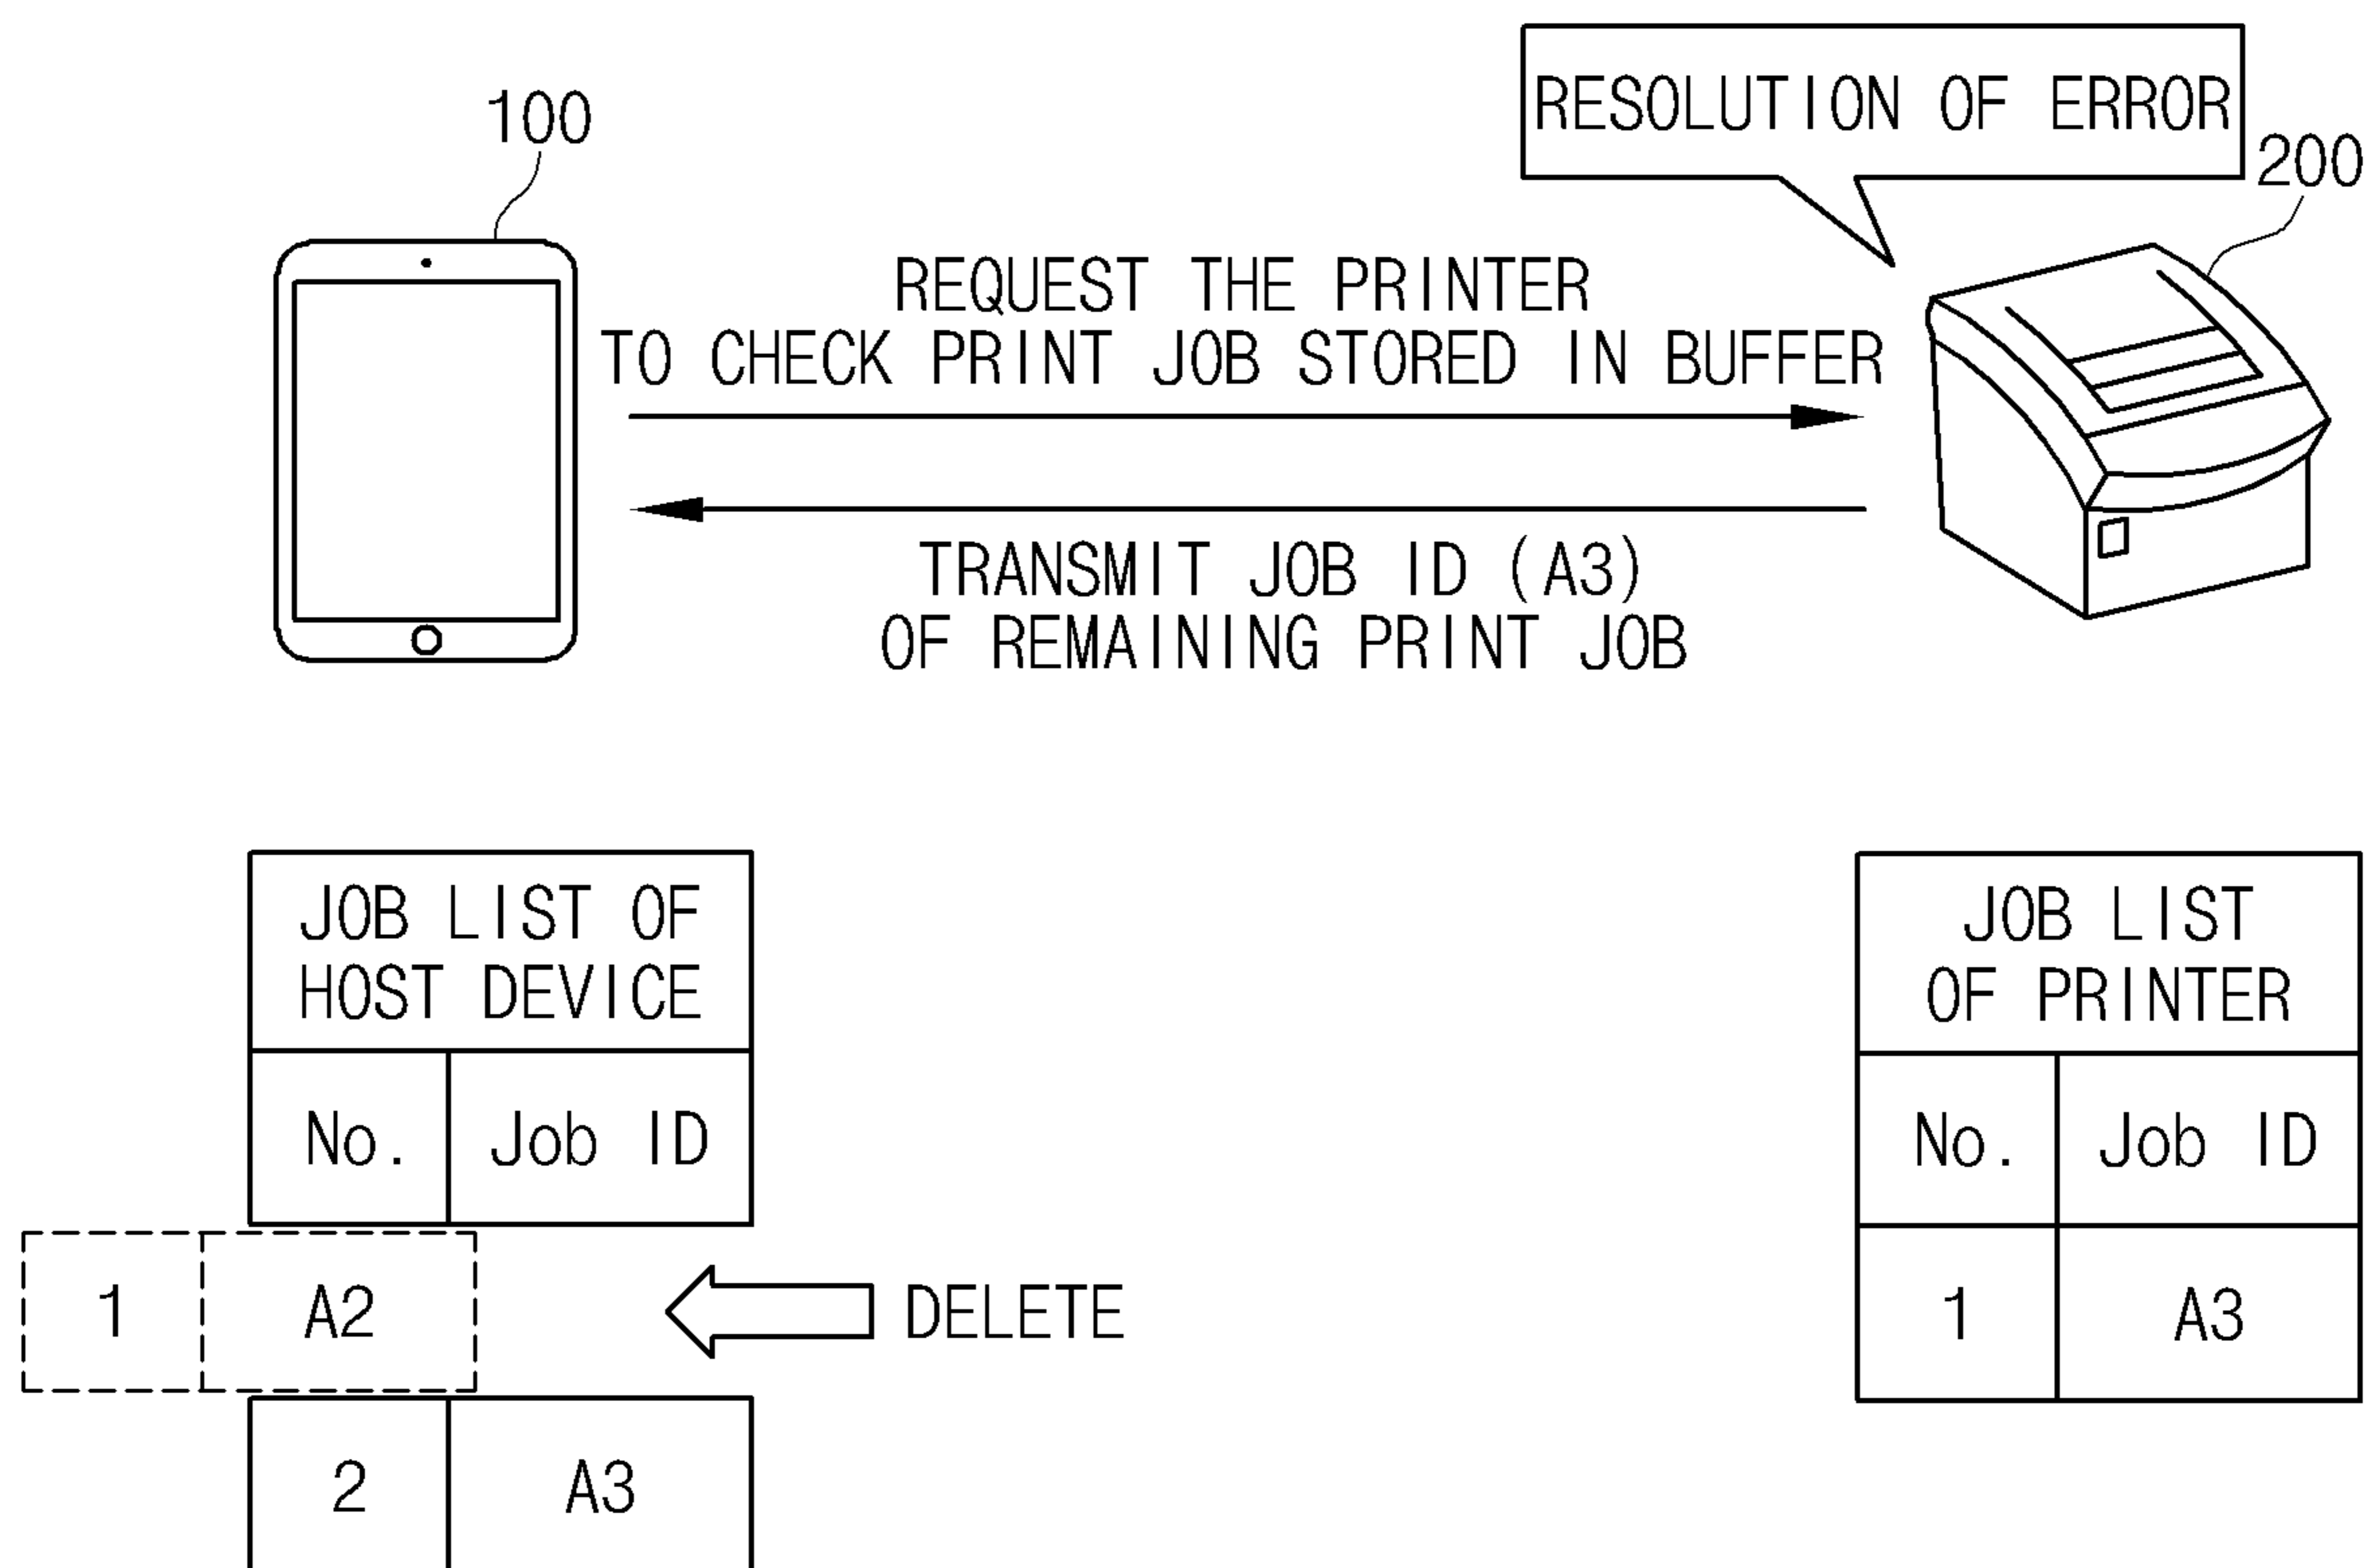 RESOLUTION OF ERROR
100
200
REQUEST THE PRINTER
TO CHECK PRINT JOB STORED IN BUFFER
TRANSMIT JOB ID (A3)
OF REMAINING PRINT JOB
JOB LIST OF
HOST DEVICE
No. Job ID
1 A2
DELETE
2 A3
JOB LIST
OF PRINTER
No. Job ID
1 A3